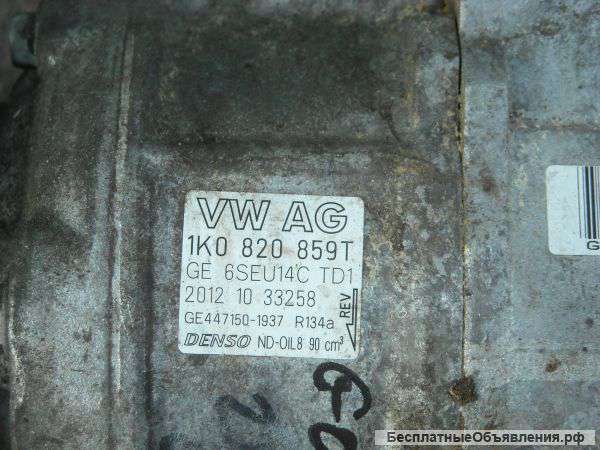 VW AG
1K0 820 859T
GE 6SEU14C TD1
2012 10 33258
GE447150-1937 R134a
REV
DENSO ND-OIL8 90 cm³
G
БесплатныеОбъявления.рф